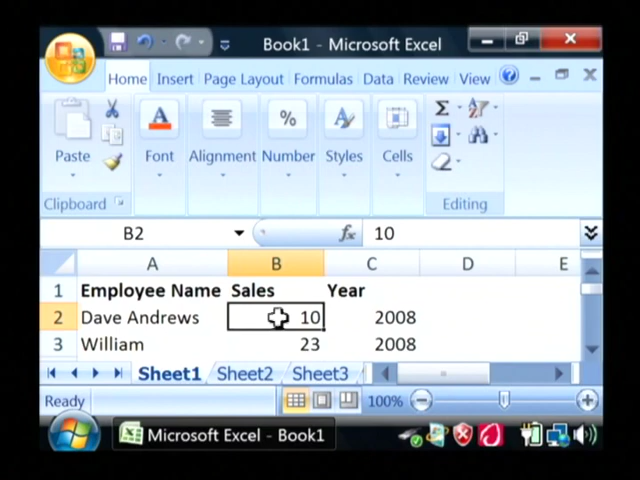 Book1 - Microsoft Excel
Home Insert Page Layout Formulas Data Review View
Paste Font Alignment Number Styles Cells
Clipboard Editing
B2 fx 10
A B C D E
1 Employee Name Sales Year
2 Dave Andrews 10 2008
3 William 23 2008
Sheet1 Sheet2 Sheet3
Ready 100%
Microsoft Excel - Book1